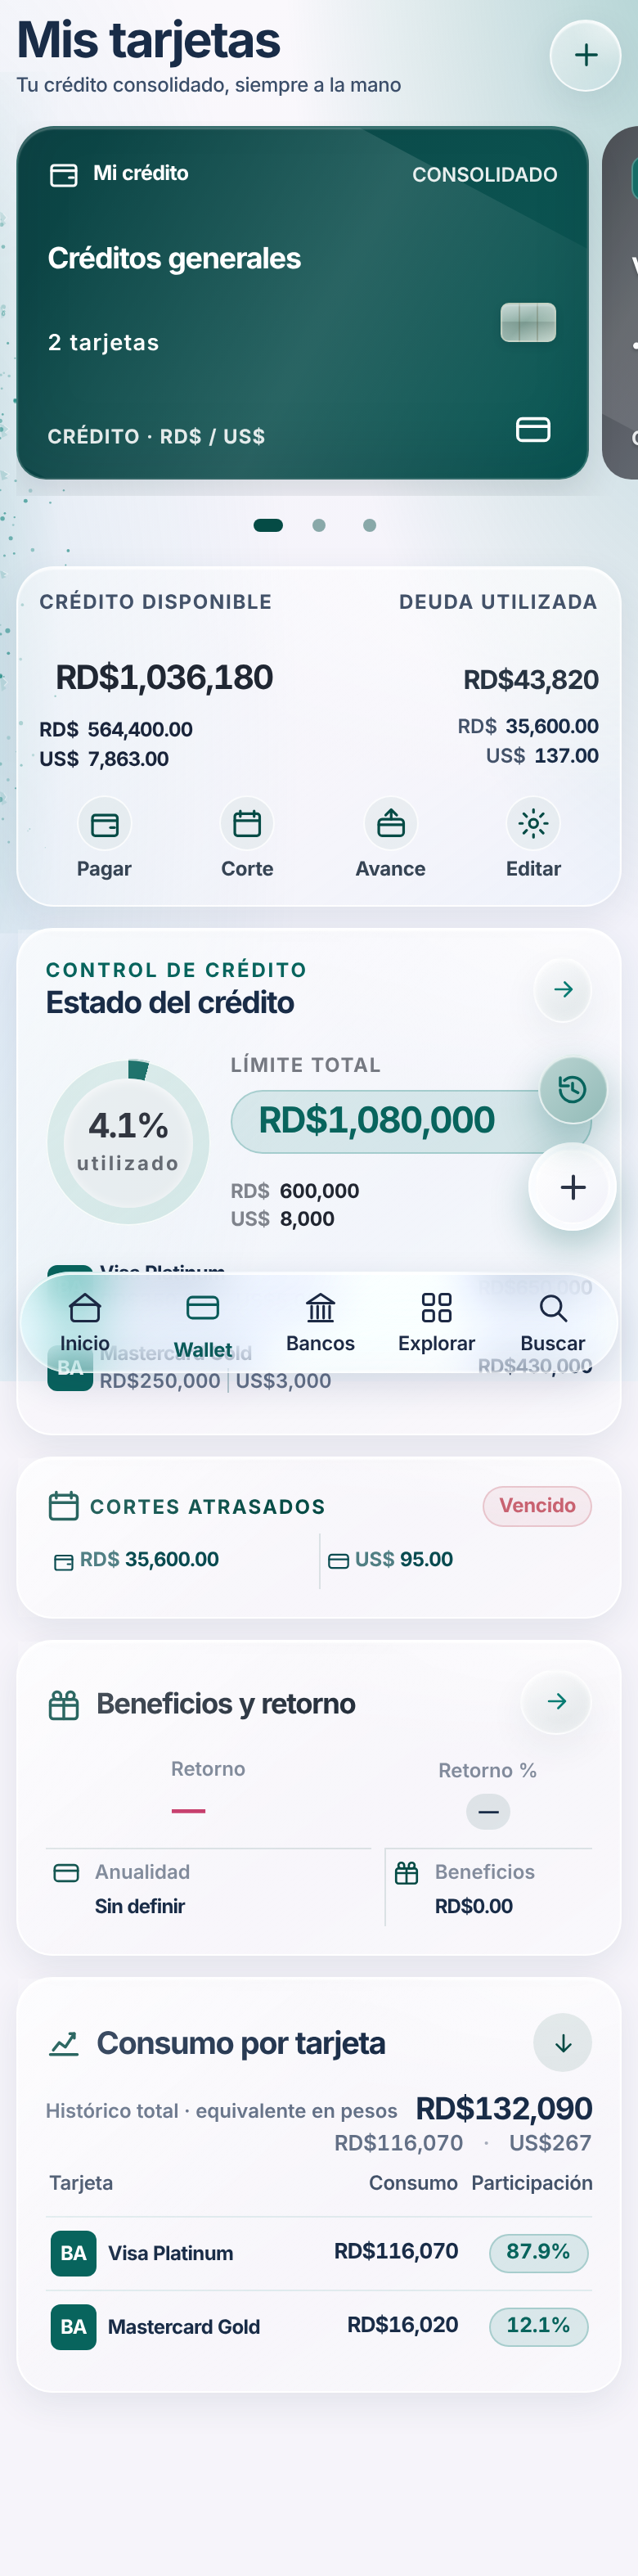 Mis tarjetas
Tu crédito consolidado, siempre a la mano
Mi crédito CONSOLIDADO
Créditos generales
2 tarjetas
CRÉDITO · RD$ / US$
CRÉDITO DISPONIBLE DEUDA UTILIZADA
RD$1,036,180 RD$43,820
RD$ 564,400.00 RD$ 35,600.00
US$ 7,863.00 US$ 137.00
Pagar Corte Avance Editar
CONTROL DE CRÉDITO
Estado del crédito
LÍMITE TOTAL
4.1% RD$1,080,000
utilizado
RD$ 600,000
US$ 8,000
Visa Platinum RD$650,000
Inicio Wallet Bancos Explorar Buscar
BA Mastercard Gold RD$430,000
RD$250,000 | US$3,000
CORTES ATRASADOS Vencido
RD$ 35,600.00 US$ 95.00
Beneficios y retorno
Retorno Retorno %
— —
Anualidad Beneficios
Sin definir RD$0.00
Consumo por tarjeta
Histórico total · equivalente en pesos RD$132,090
RD$116,070 · US$267
Tarjeta Consumo Participación
BA Visa Platinum RD$116,070 87.9%
BA Mastercard Gold RD$16,020 12.1%